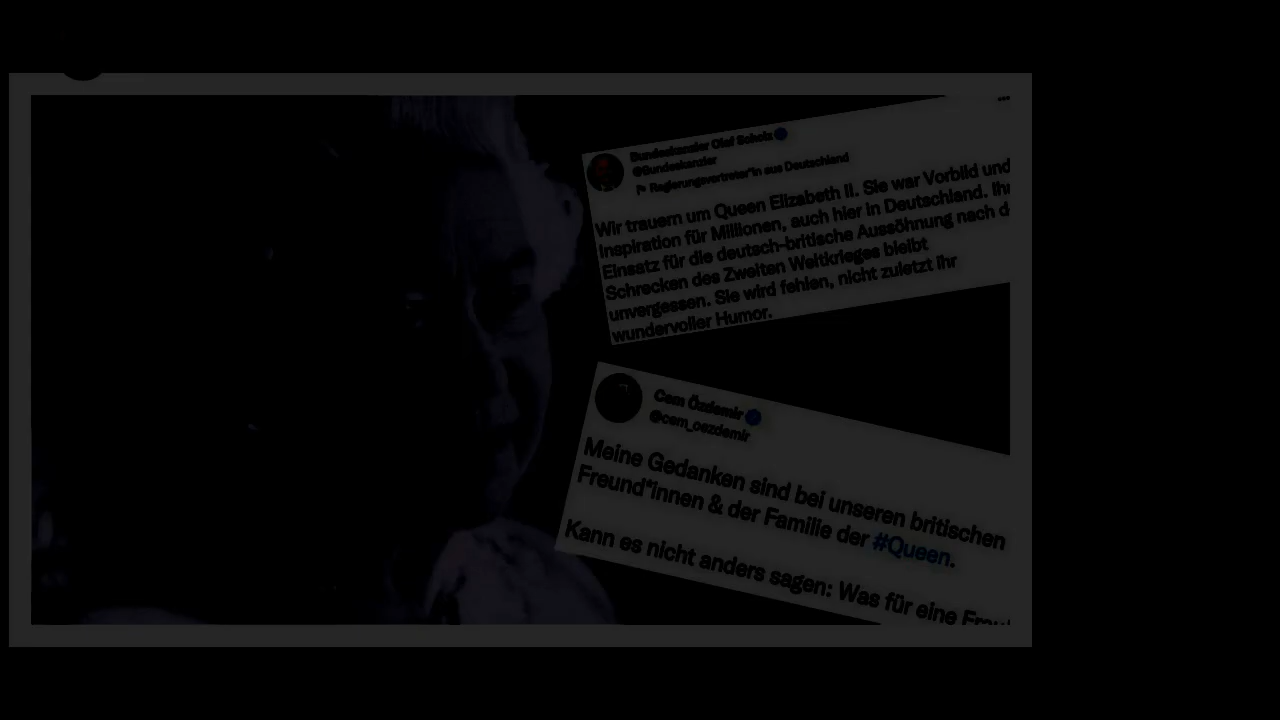 Bundeskanzler Olaf Scholz
@Bundeskanzler
Regierungsvertreter*in aus Deutschland
Wir trauern um Queen Elizabeth II. Sie war Vorbild und
Inspiration für Millionen, auch hier in Deutschland. Ihr
Einsatz für die deutsch-britische Aussöhnung nach d
Schrecken des Zweiten Weltkrieges bleibt
unvergessen. Sie wird fehlen, nicht zuletzt ihr
wundervoller Humor.
Cem Özdemir
@cem_oezdemir
Meine Gedanken sind bei unseren britischen
Freund*innen & der Familie der #Queen.
Kann es nicht anders sagen: Was für eine Frau